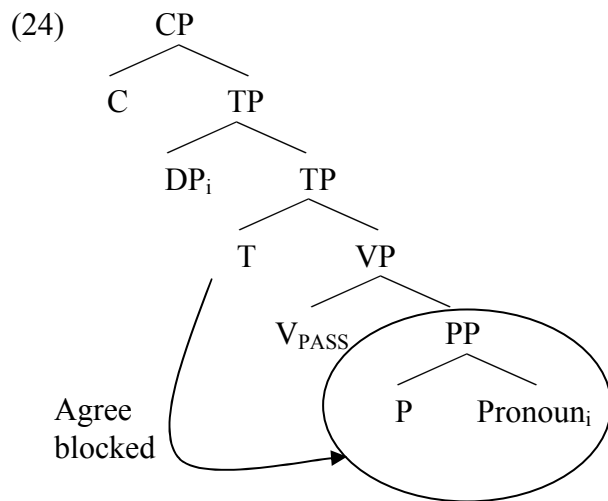 (24) CP
C TP
DPi TP
T VP
VPASS PP
Agree P Pronouni
blocked